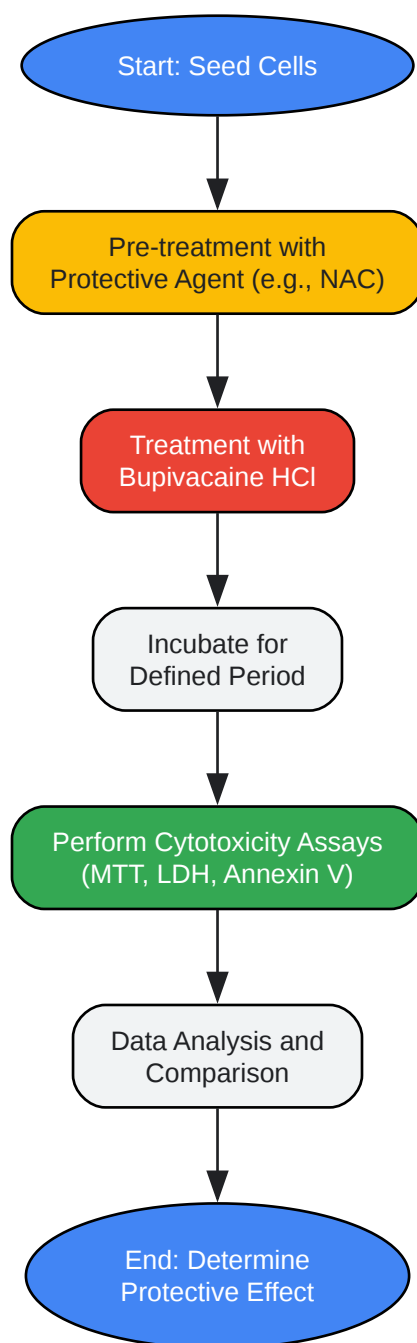 Start: Seed Cells
Pre-treatment with
Protective Agent (e.g., NAC)
Treatment with
Bupivacaine HCl
Incubate for
Defined Period
Perform Cytotoxicity Assays
(MTT, LDH, Annexin V)
Data Analysis and
Comparison
End: Determine
Protective Effect